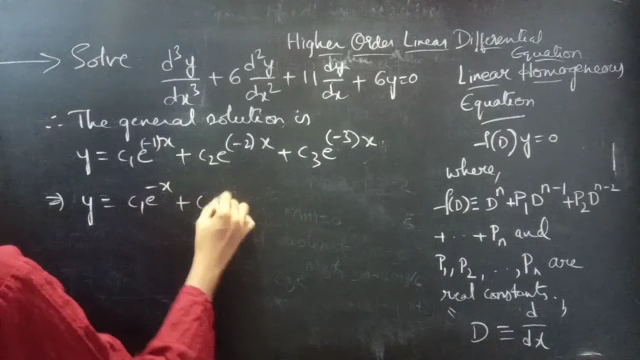 Higher Order Linear Differential
Equation
→ Solve d³y/dx³ + 6 d²y/dx² + 11 dy/dx + 6y = 0
∴ The general solution is
y = c₁e^(-1)x + c₂e^(-2)x + c₃e^(-3)x
⇒ y = c₁e^-x + c
Linear Homogeneous
Equation
f(D)y = 0
where,
f(D) ≡ Dⁿ + P₁Dⁿ⁻¹ + P₂Dⁿ⁻²
+ ... + Pₙ and
P₁, P₂, ..., Pₙ are
real constants.
" D ≡ d/dx "